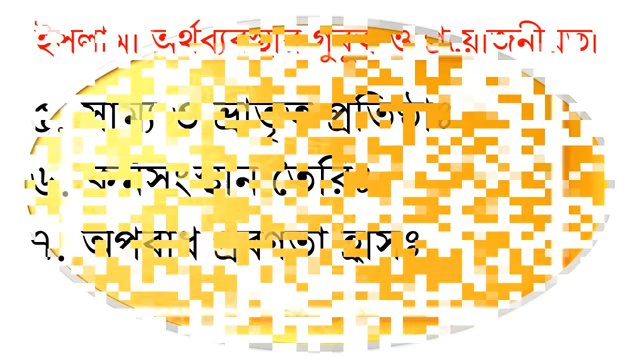 ইসলামী অর্থব্যবস্থার গুরুত্ব ও প্রয়োজনীয়তা
৫. সাম্য ও ভ্রাতৃত্ব প্রতিষ্ঠাঃ
৬. কর্মসংস্থান তৈরিঃ
৭. অপরাধ প্রবণতা হ্রাসঃ